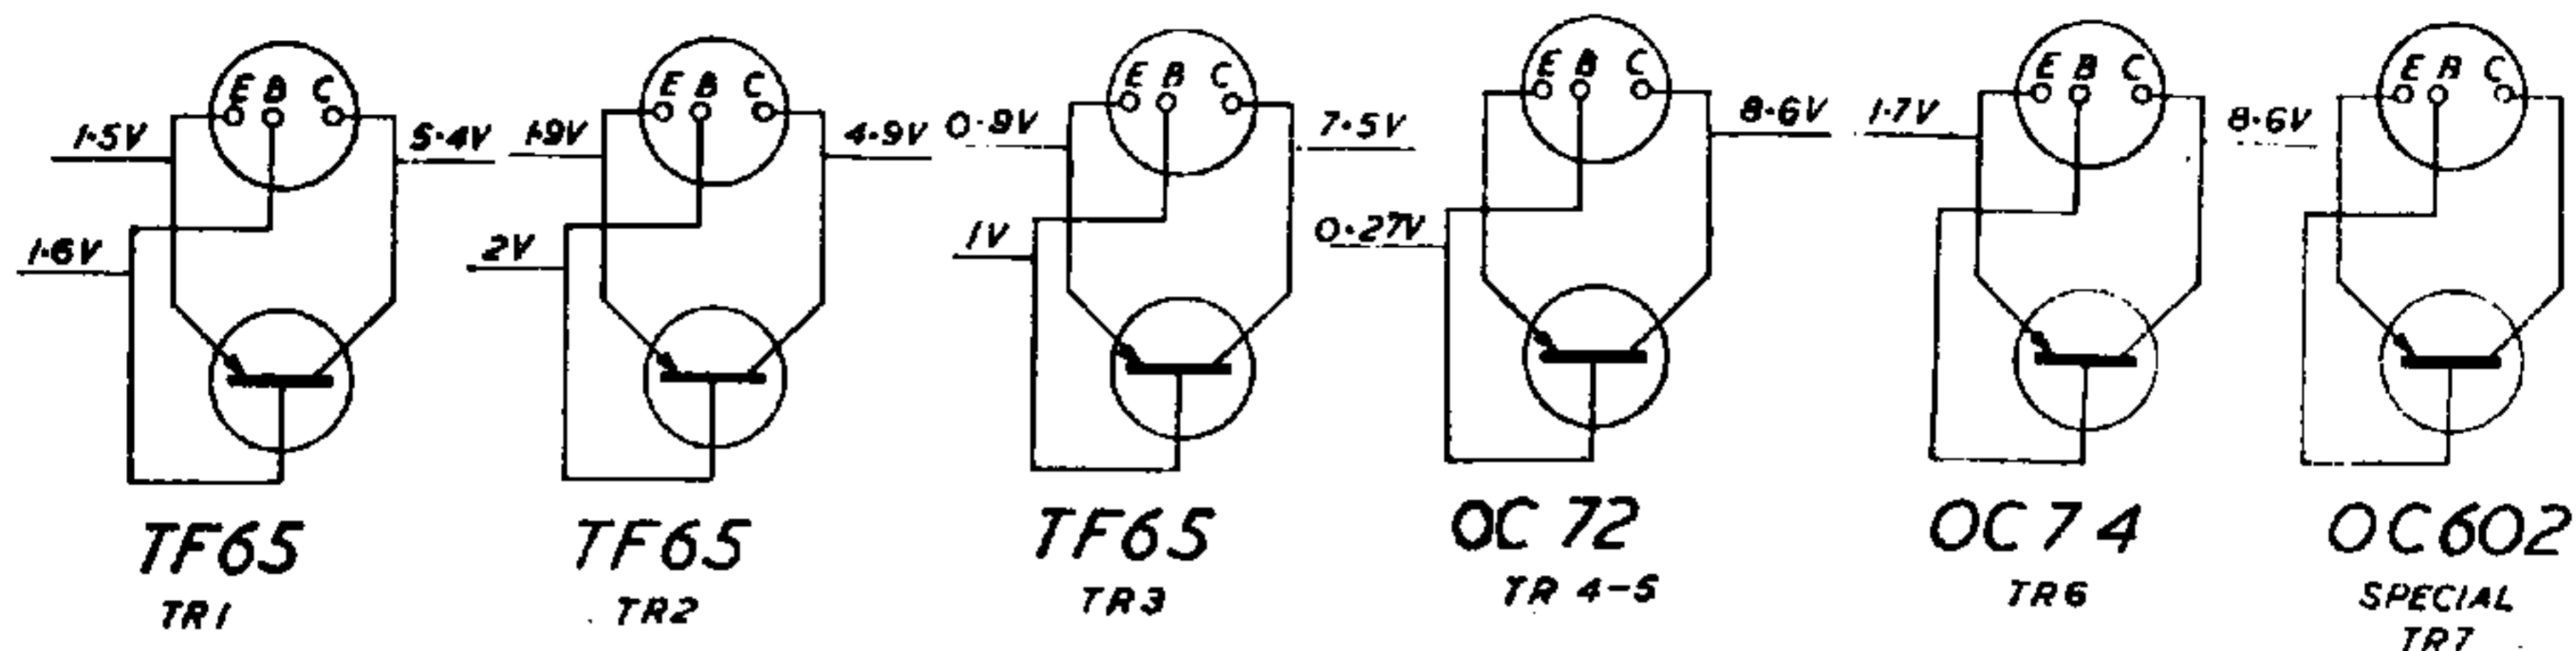 E B C
1.5V
5.4V
1.6V
TF65
TR1
E B C
1.9V
4.9V
2V
TF65
TR2
E B C
0.9V
7.5V
1V
TF65
TR3
E B C
8.6V
0.27V
OC 72
TR 4-5
E B C
1.7V
OC74
TR6
E B C
8.6V
OC602
SPECIAL
TR7